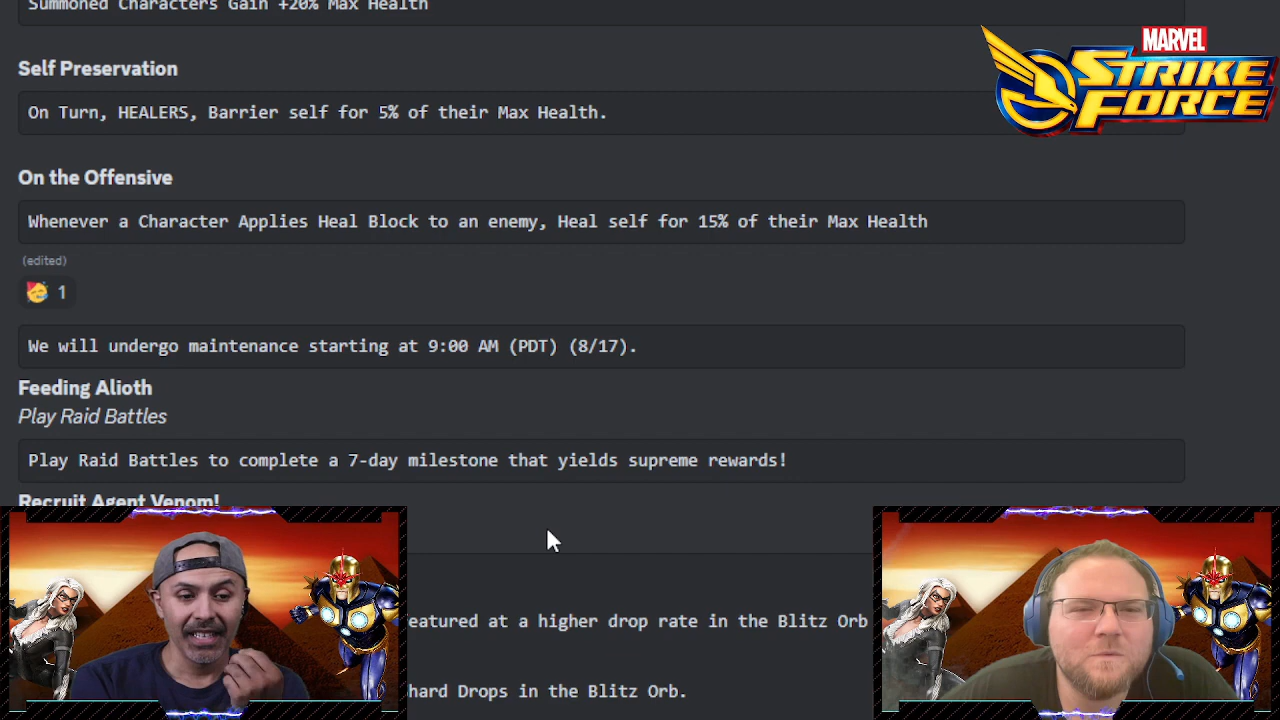 Summoned Characters Gain +20% Max Health
Self Preservation
On Turn, HEALERS, Barrier self for 5% of their Max Health.
On the Offensive
Whenever a Character Applies Heal Block to an enemy, Heal self for 15% of their Max Health
(edited)
1
We will undergo maintenance starting at 9:00 AM (PDT) (8/17).
Feeding Alioth
Play Raid Battles
Play Raid Battles to complete a 7-day milestone that yields supreme rewards!
Recruit Agent Venom!
featured at a higher drop rate in the Blitz Orb
hard Drops in the Blitz Orb.
MARVEL
STRIKE
FORCE